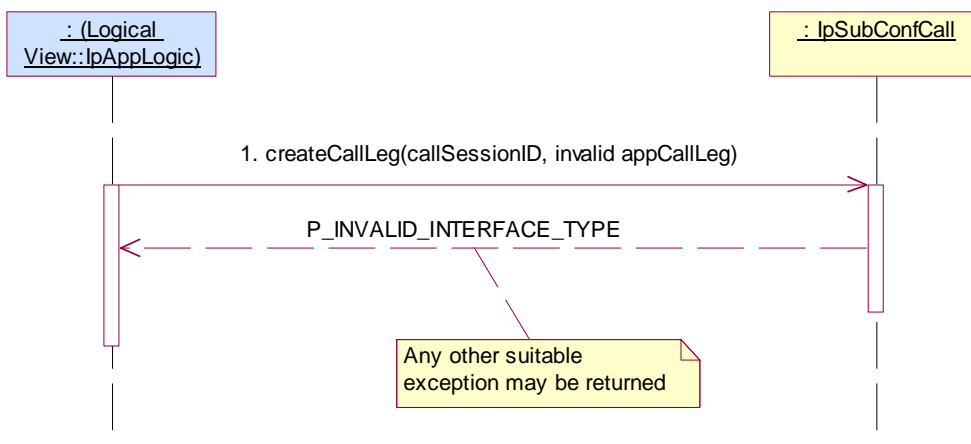 : (Logical
View::IpAppLogic)
: IpSubConfCall
1. createCallLeg(callSessionID, invalid appCallLeg)
P_INVALID_INTERFACE_TYPE
Any other suitable
exception may be returned